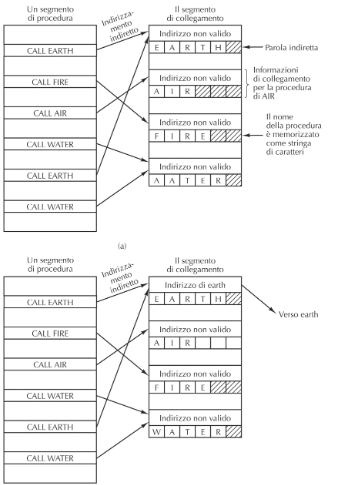 Un segmento
di procedura
Indirizza-
mento
indiretto
Il segmento
di collegamento
CALL EARTH
CALL FIRE
CALL AIR
CALL WATER
CALL EARTH
CALL WATER
Indirizzo non valido
E A R T H
Indirizzo non valido
A I R
Indirizzo non valido
F I R E
Indirizzo non valido
A A T E R
Parola indiretta
Informazioni
di collegamento
per la procedura
di AIR
Il nome
della procedura
è memorizzato
come stringa
di caratteri
(a)
Un segmento
di procedura
Indirizza-
mento
indiretto
Il segmento
di collegamento
CALL EARTH
CALL FIRE
CALL AIR
CALL WATER
CALL EARTH
CALL WATER
Indirizzo di earth
E A R T H
Indirizzo non valido
A I R
Indirizzo non valido
F I R E
Indirizzo non valido
W A T E R
Verso earth